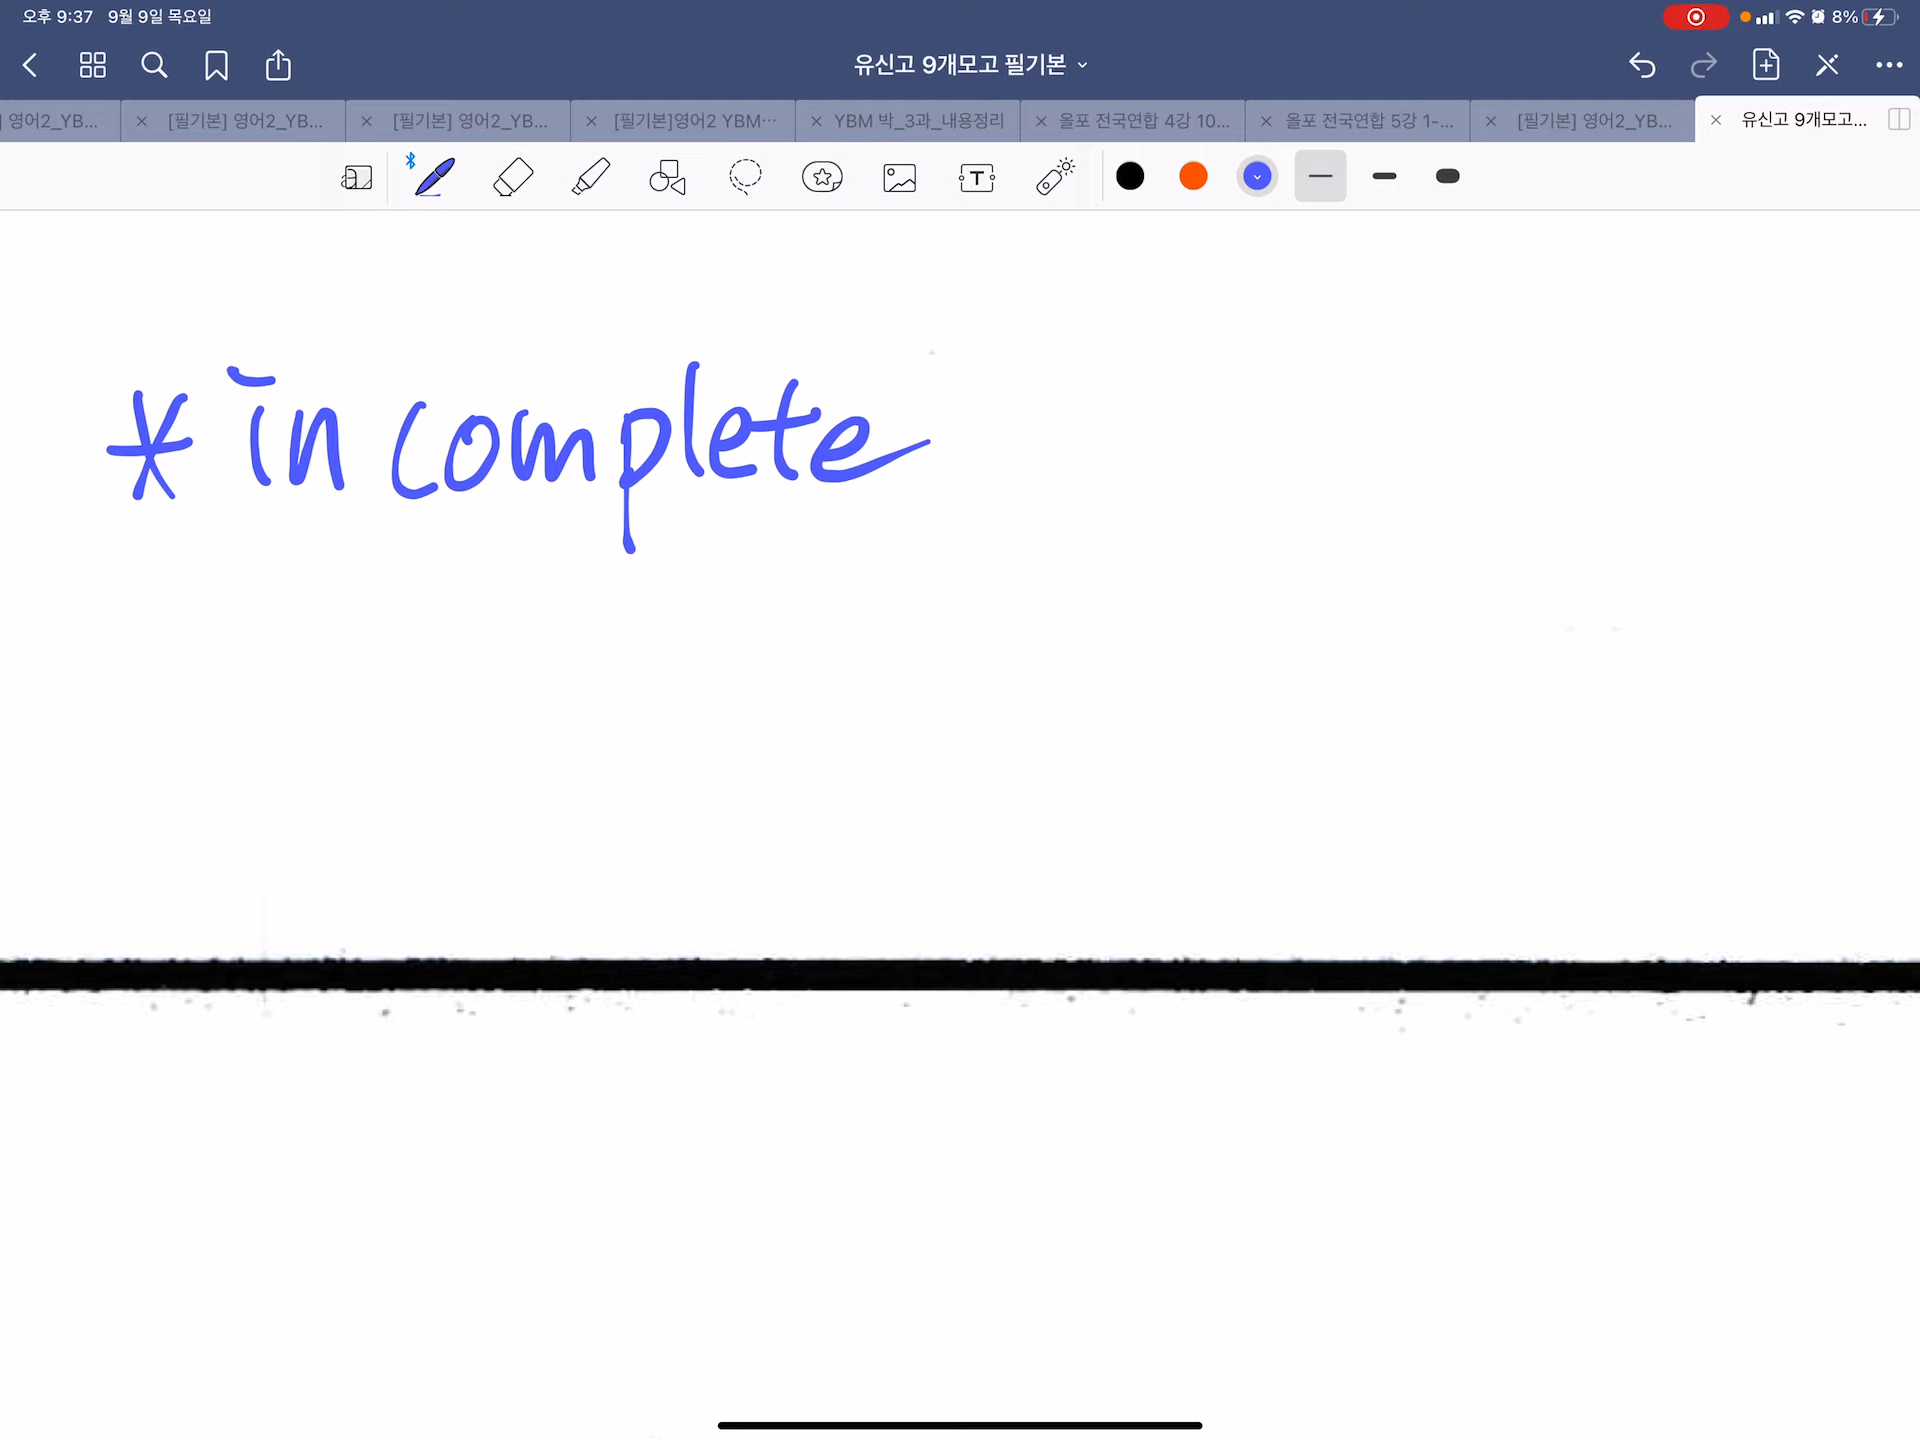 오후 9:37 9월 9일 목요일 8%
유신고 9개모고 필기본
영어2_YB... [필기본] 영어2_YB... [필기본] 영어2_YB... [필기본]영어2 YBM… YBM 박_3과_내용정리 올포 전국연합 4강 10... 올포 전국연합 5강 1-... [필기본] 영어2_YB... 유신고 9개모고...
* in complete